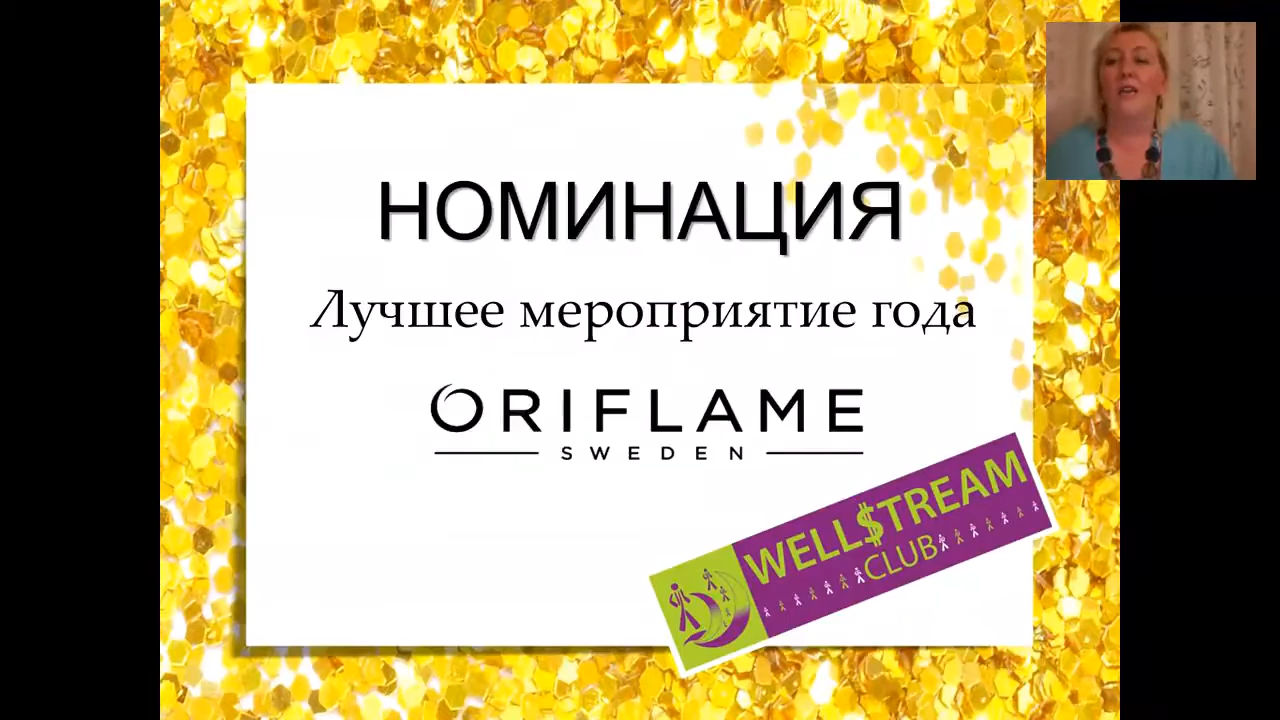 НОМИНАЦИЯ
Лучшее мероприятие года
ORIFLAME
SWEDEN
WELL$TREAM
CLUB